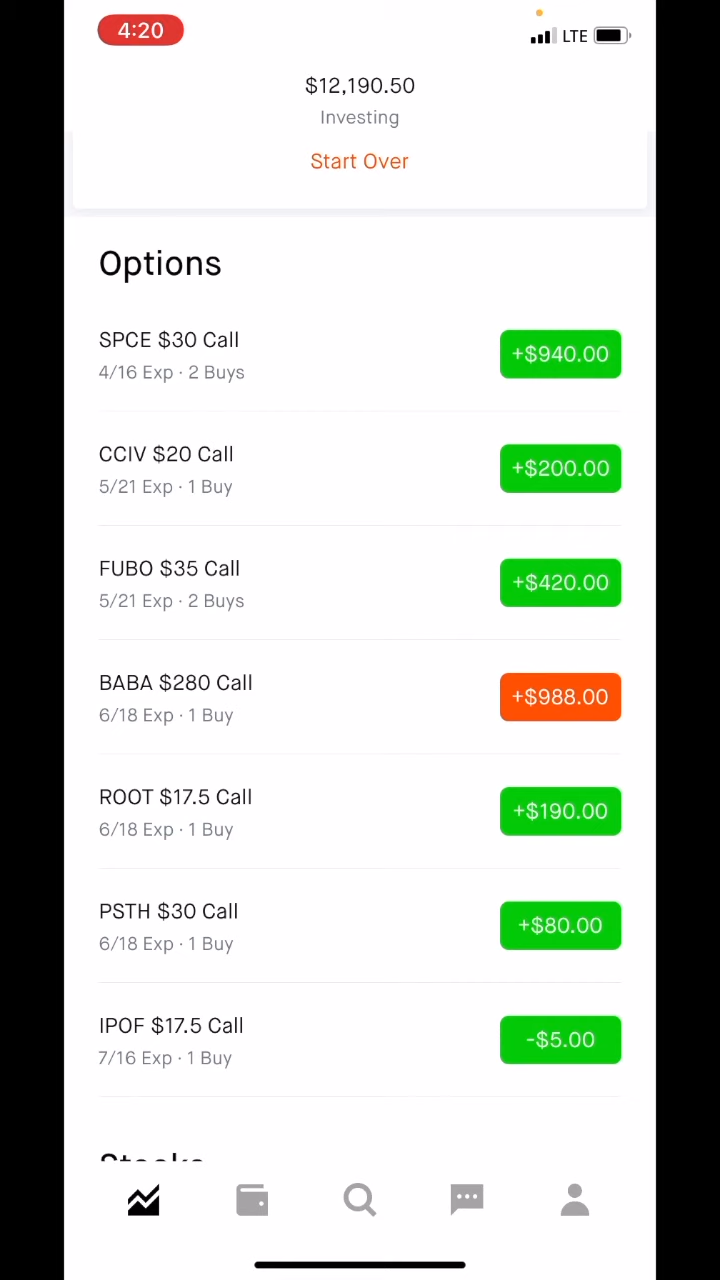 4:20
LTE
$12,190.50
Investing
Start Over
Options
SPCE $30 Call
+$940.00
4/16 Exp · 2 Buys
CCIV $20 Call
+$200.00
5/21 Exp · 1 Buy
FUBO $35 Call
+$420.00
5/21 Exp · 2 Buys
BABA $280 Call
+$988.00
6/18 Exp · 1 Buy
ROOT $17.5 Call
+$190.00
6/18 Exp · 1 Buy
PSTH $30 Call
+$80.00
6/18 Exp · 1 Buy
IPOF $17.5 Call
-$5.00
7/16 Exp · 1 Buy
Stocks